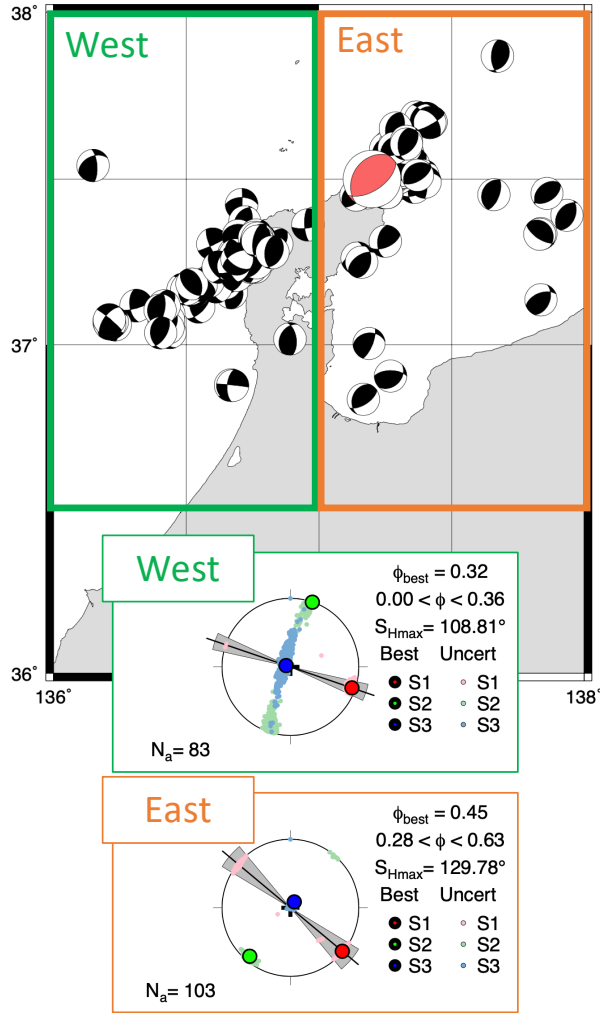 38°
West
East
37°
36°
136°
138°
West
ϕbest = 0.32
0.00 < ϕ < 0.36
SHmax= 108.81°
Best Uncert
S1 S1
S2 S2
S3 S3
Na= 83
East
ϕbest = 0.45
0.28 < ϕ < 0.63
SHmax= 129.78°
Best Uncert
S1 S1
S2 S2
S3 S3
Na= 103